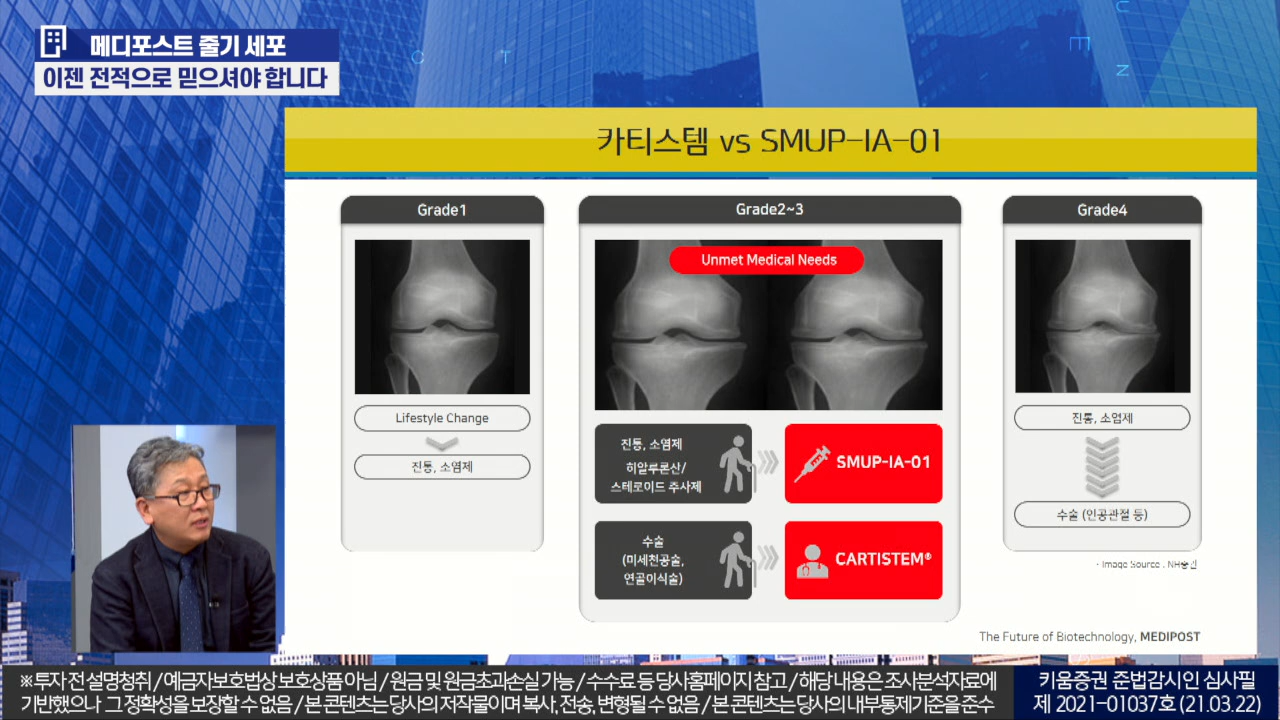 메디포스트 줄기 세포
이젠 전적으로 믿으셔야 합니다
C T
U
E
N
카티스템 vs SMUP-IA-01
Grade1
Lifestyle Change
진통, 소염제
Grade2~3
Unmet Medical Needs
진통, 소염제
히알루론산/
스테로이드 주사제
SMUP-IA-01
수술
(미세천공술,
연골이식술)
CARTISTEM®
Grade4
진통, 소염제
수술 (인공관절 등)
· Image Source : NH증권
The Future of Biotechnology, MEDIPOST
※투자 전 설명청취 / 예금자보호법상 보호상품 아님 / 원금 및 원금초과손실 가능 / 수수료 등 당사홈페이지 참고 / 해당 내용은 조사분석자료에
기반했으나 그 정확성을 보장할 수 없음 / 본 콘텐츠는 당사의 저작물이며 복사, 전송, 변형될 수 없음 / 본 콘텐츠는 당사의 내부통제기준을 준수
키움증권 준법감시인 심사필
제 2021-01037호 (21.03.22)